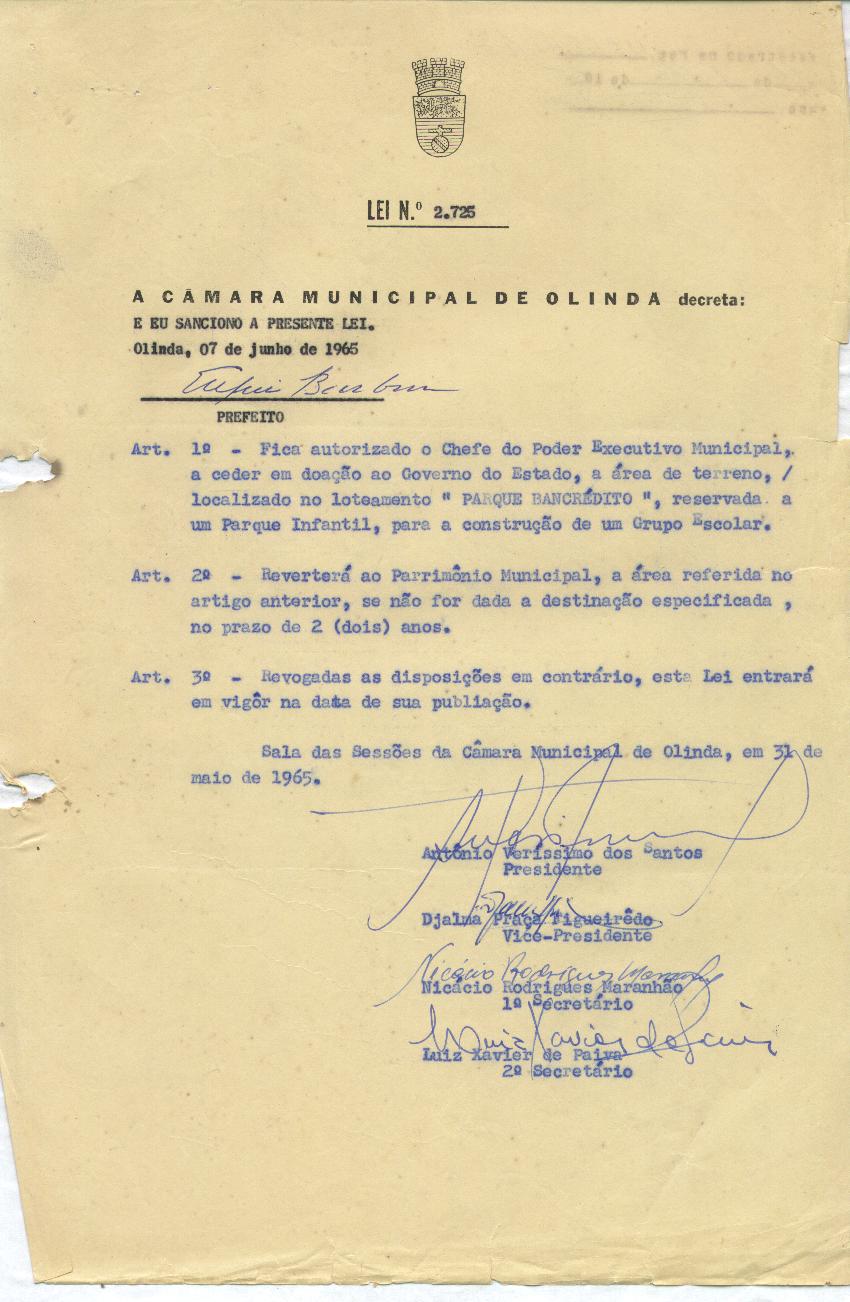 LEI N.º 2.725
A CÂMARA MUNICIPAL DE OLINDA decreta:
E EU SANCIONO A PRESENTE LEI.
Olinda, 07 de junho de 1965
PREFEITO
Art. 1º - Fica autorizado o Chefe do Poder Executivo Municipal,
a ceder em doação ao Governo do Estado, a área de terreno, /
localizado no loteamento " PARQUE BANCRÉDITO ", reservada a
um Parque Infantil, para a construção de um Grupo Escolar.
Art. 2º - Reverterá ao Parrimônio Municipal, a área referida no
artigo anterior, se não for dada a destinação especificada ,
no prazo de 2 (dois) anos.
Art. 3º - Revogadas as disposições em contrário, esta Lei entrará
em vigôr na data de sua publiação.
Sala das Sessões da Câmara Municipal de Olinda, em 31 de
maio de 1965.
Antônio Veríssimo dos Santos
Presidente
Djalma Praça Figueirêdo
Vice-Presidente
Nicácio Rodrigues Maranhão
Nicácio Rodrigues Maranhão
1º Secretário
Luiz Xavier de Paiva
Luiz Xavier de Paiva
2º Secretário